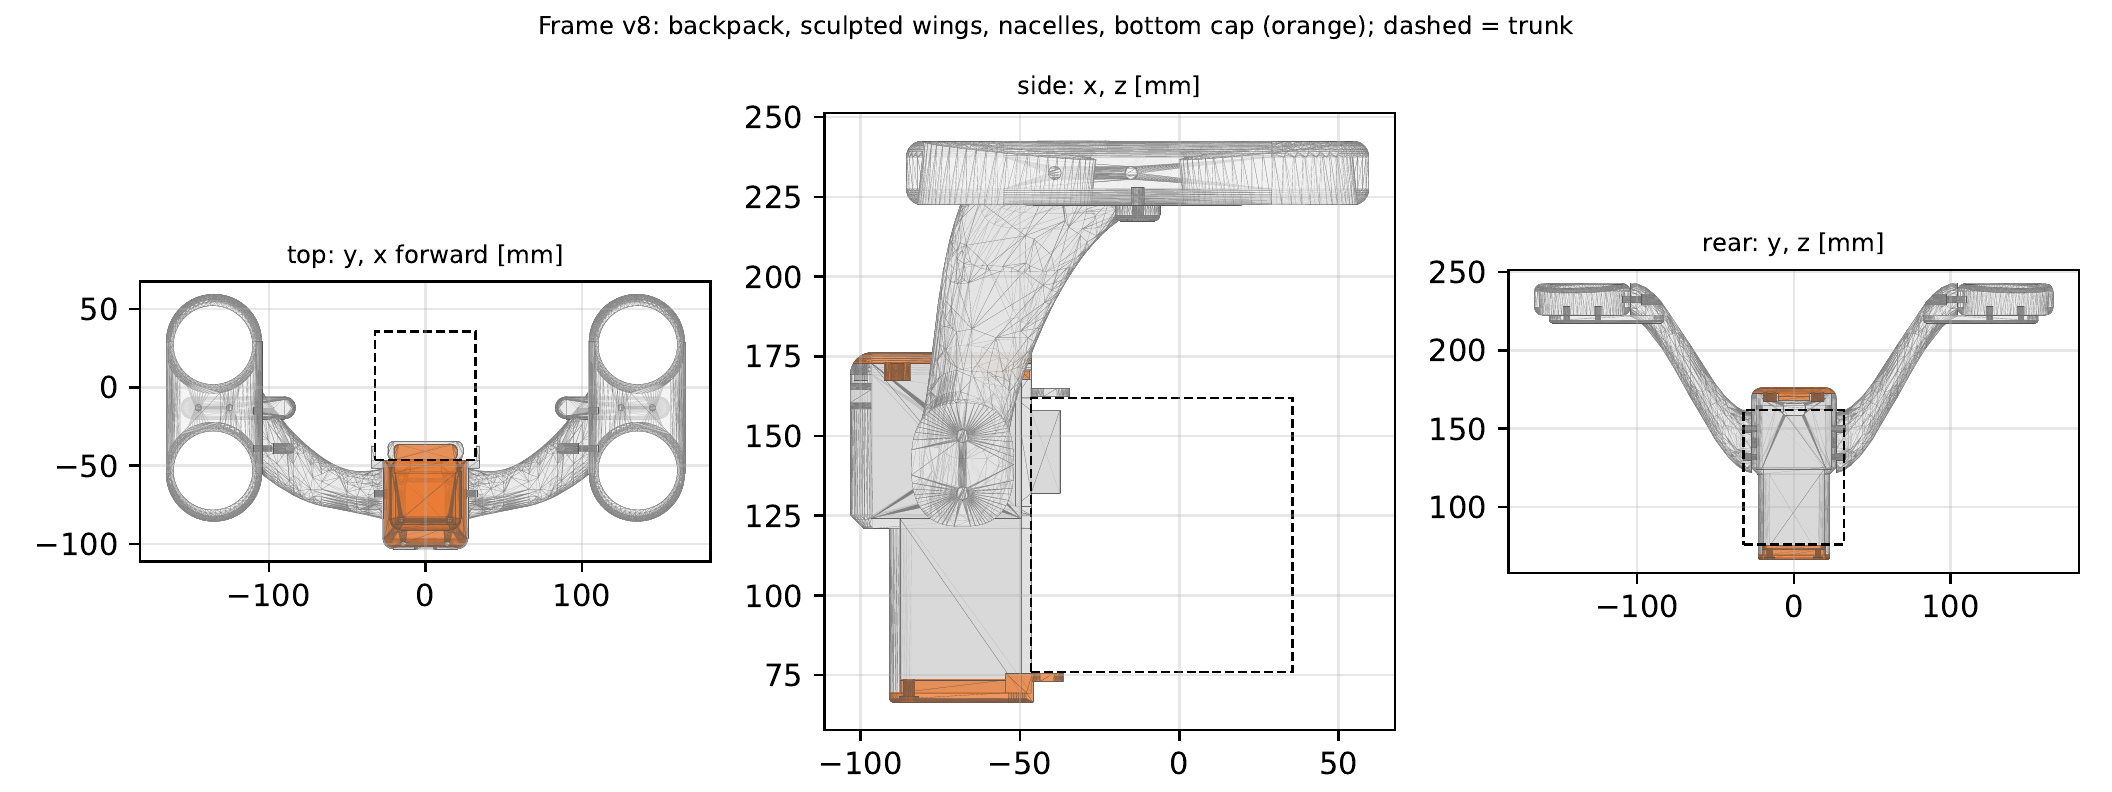 Frame v8: backpack, sculpted wings, nacelles, bottom cap (orange); dashed = trunk
top: y, x forward [mm]
50
0
−50
−100
−100 0 100
side: x, z [mm]
250
225
200
175
150
125
100
75
−100 −50 0 50
rear: y, z [mm]
250
200
150
100
−100 0 100